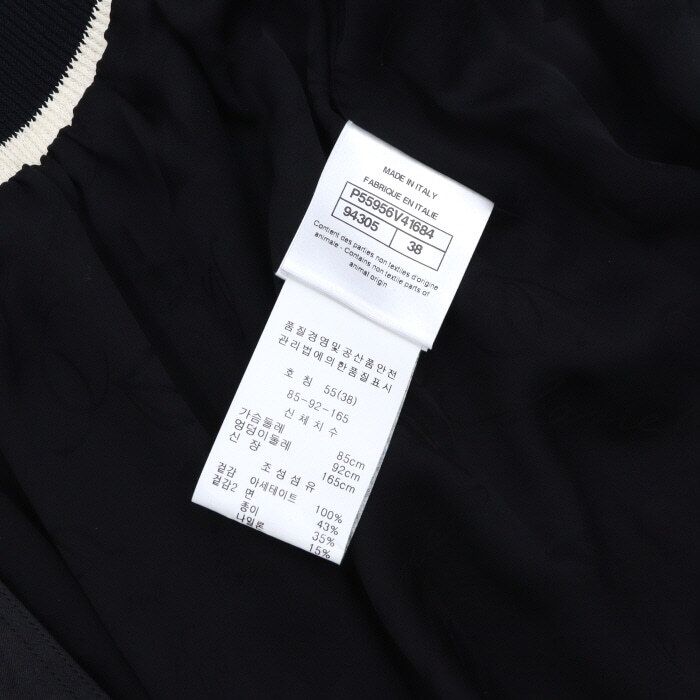 MADE IN ITALY
FABRIQUE EN ITALIE
P55956V41684
94305 38
Contient des parties non textiles d'origine
animale - Contains non textile parts of
animal origin
품질경영및공산품안전
관리법에의한품질표시
호 칭 55(38)
85-92-165
신체치수
가슴둘레 85cm
엉덩이둘레 92cm
신 장 165cm
조성섬유
겉감 아세테이트 100%
겉감2 면 43%
종이 35%
나일론 15%